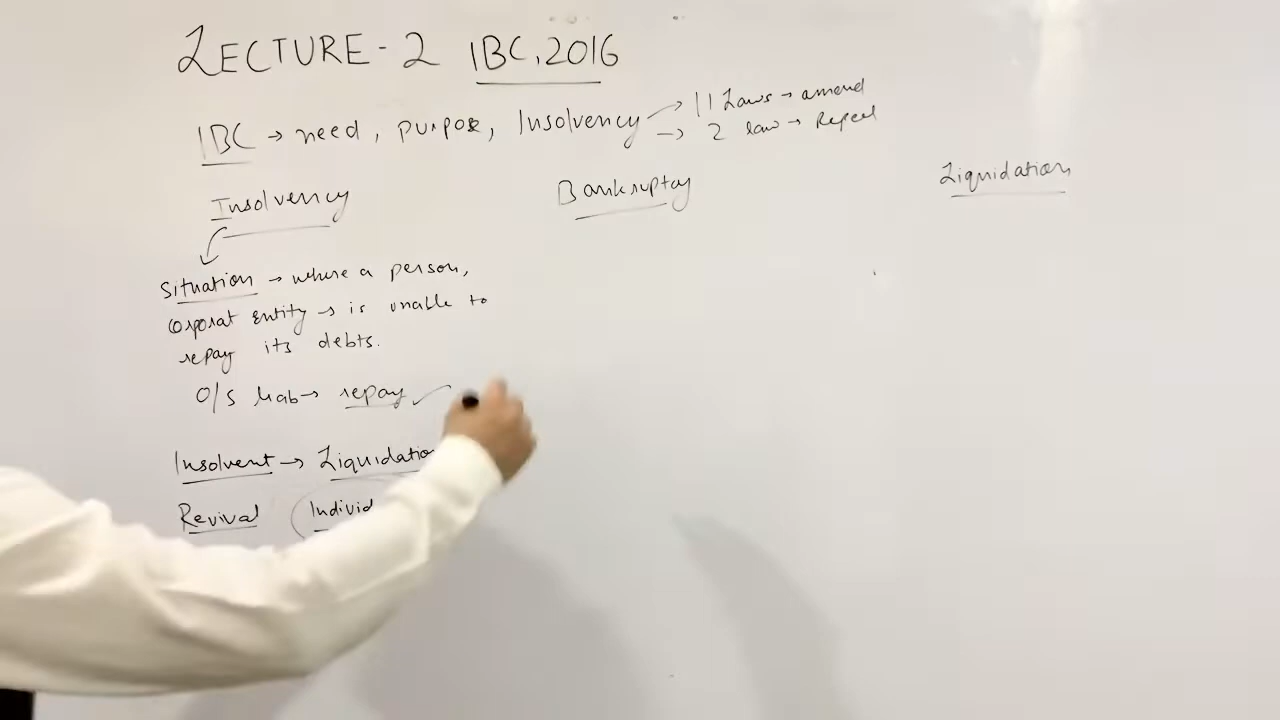 LECTURE-2 IBC,2016
IBC → need, purpose, Insolvency → 11 Laws → amend
→ 2 law → Repeal
Insolvency
Bankruptcy
Liquidation
Situation → where a person,
Corporat Entity → is unable to
repay its debts.
O/S liab → repay ✓
Insolvent → Liquidation
Revival Individ